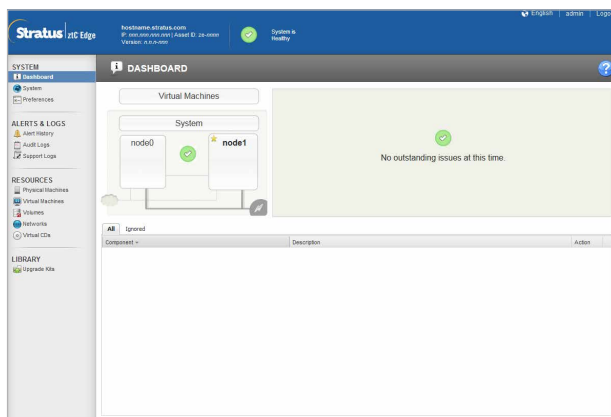 English | admin | Logo
Stratus ztC Edge
hostname.stratus.com
IP: nnn.nnn.nnn.nnn | Asset ID: ze-nnnn
Version: n.n.n-nnn
System is
Healthy
SYSTEM
Dashboard
System
Preferences
ALERTS & LOGS
Alert History
Audit Logs
Support Logs
RESOURCES
Physical Machines
Virtual Machines
Volumes
Networks
Virtual CDs
LIBRARY
Upgrade Kits
DASHBOARD
Virtual Machines
System
node0
node1
No outstanding issues at this time.
All Ignored
Component Description Action